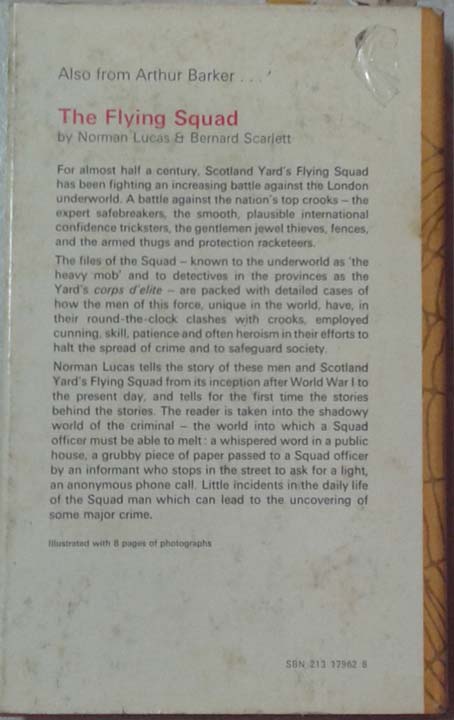 Also from Arthur Barker . . .
The Flying Squad
by Norman Lucas & Bernard Scarlett
For almost half a century, Scotland Yard's Flying Squad
has been fighting an increasing battle against the London
underworld. A battle against the nation's top crooks – the
expert safebreakers, the smooth, plausible international
confidence tricksters, the gentlemen jewel thieves, fences,
and the armed thugs and protection racketeers.
The files of the Squad – known to the underworld as 'the
heavy mob' and to detectives in the provinces as the
Yard's corps d'elite – are packed with detailed cases of
how the men of this force, unique in the world, have, in
their round-the-clock clashes with crooks, employed
cunning, skill, patience and often heroism in their efforts to
halt the spread of crime and to safeguard society.
Norman Lucas tells the story of these men and Scotland
Yard's Flying Squad from its inception after World War I to
the present day, and tells for the first time the stories
behind the stories. The reader is taken into the shadowy
world of the criminal – the world into which a Squad
officer must be able to melt: a whispered word in a public
house, a grubby piece of paper passed to a Squad officer
by an informant who stops in the street to ask for a light,
an anonymous phone call. Little incidents in the daily life
of the Squad man which can lead to the uncovering of
some major crime.
Illustrated with 8 pages of photographs
SBN 213 17962 8